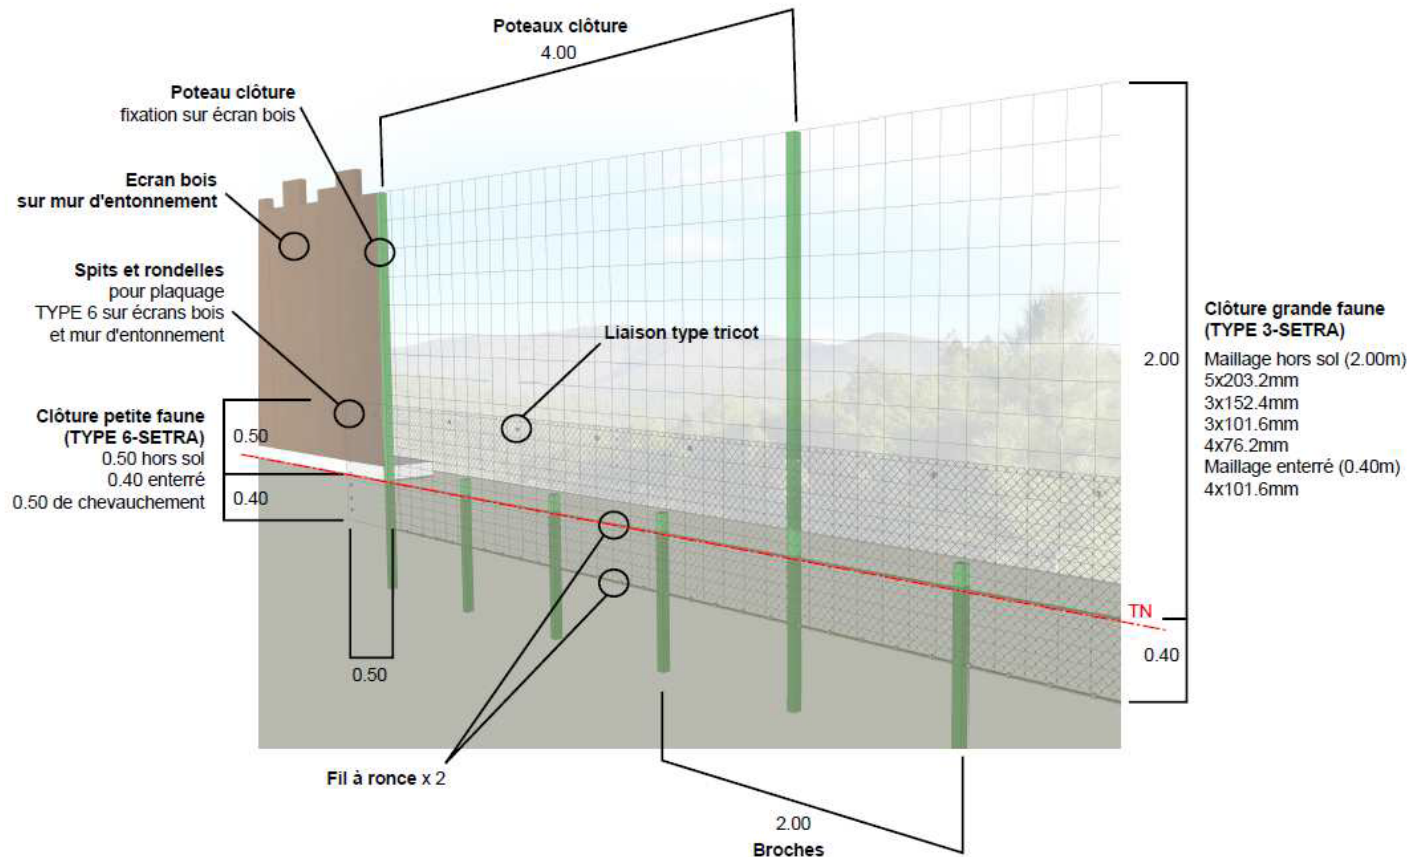 Poteaux clôture
4.00
Poteau clôture
fixation sur écran bois
Ecran bois
sur mur d'entonnement
Spits et rondelles
pour plaquage
TYPE 6 sur écrans bois
et mur d'entonnement
Liaison type tricot
Clôture petite faune
(TYPE 6-SETRA)
0.50 hors sol
0.40 enterré
0.50 de chevauchement
0.50
0.40
0.50
Clôture grande faune
(TYPE 3-SETRA)
Maillage hors sol (2.00m)
5x203.2mm
3x152.4mm
3x101.6mm
4x76.2mm
Maillage enterré (0.40m)
4x101.6mm
2.00
TN
0.40
Fil à ronce x 2
2.00
Broches